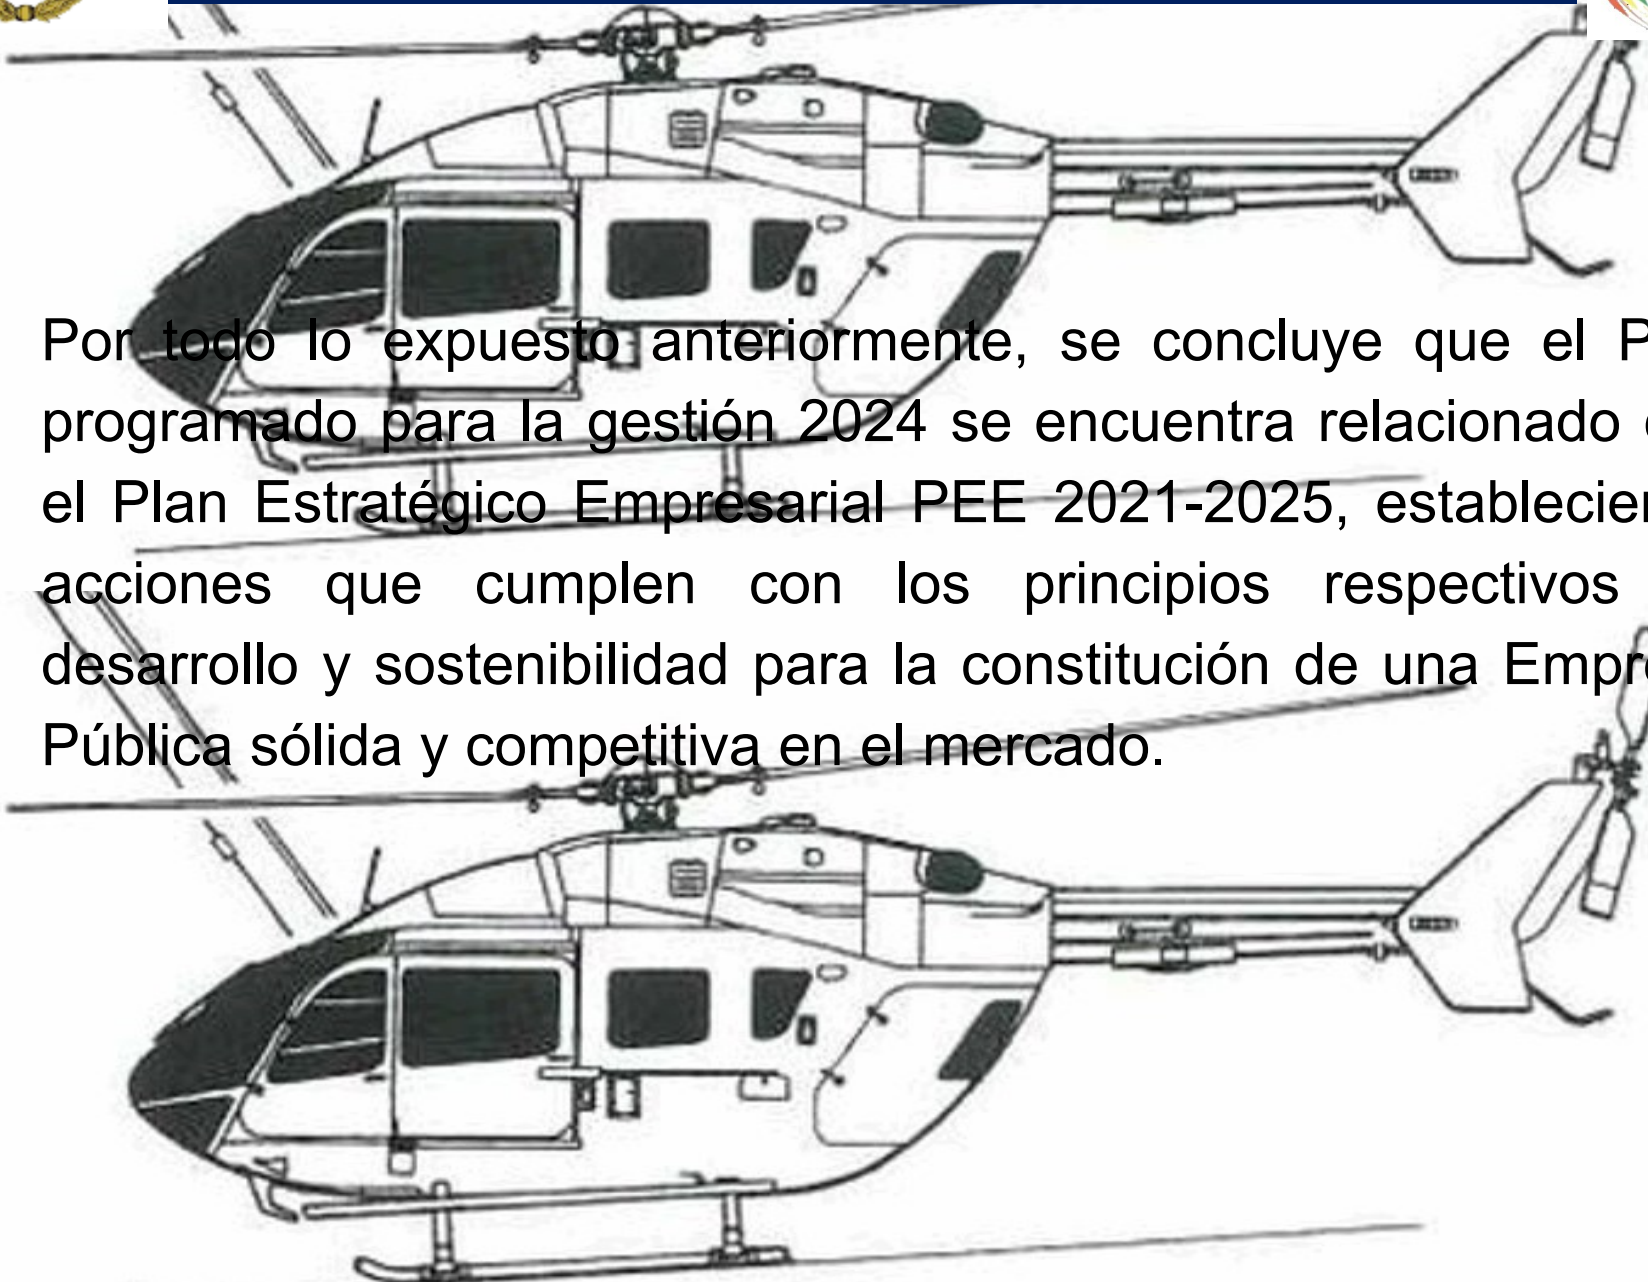 Por todo lo expuesto anteriormente, se concluye que el P
programado para la gestión 2024 se encuentra relacionado
el Plan Estratégico Empresarial PEE 2021-2025, establecien
acciones que cumplen con los principios respectivos
desarrollo y sostenibilidad para la constitución de una Empre
Pública sólida y competitiva en el mercado.